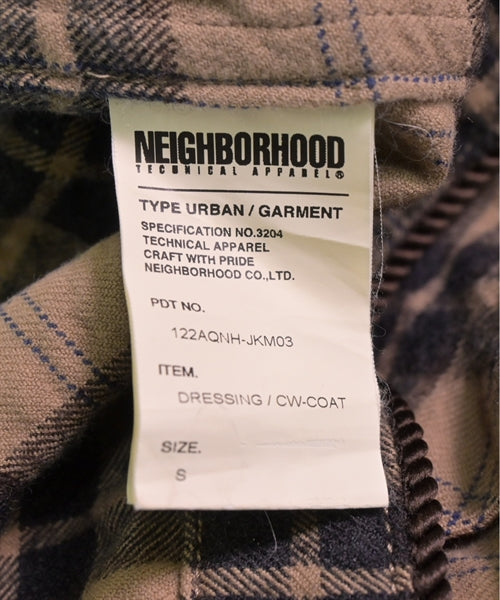 NEIGHBORHOOD
TECHNICAL APPAREL®
TYPE URBAN / GARMENT
SPECIFICATION NO.3204
TECHNICAL APPAREL
CRAFT WITH PRIDE
NEIGHBORHOOD CO.,LTD.
PDT NO.
122AQNH-JKM03
ITEM.
DRESSING / CW-COAT
SIZE.
S